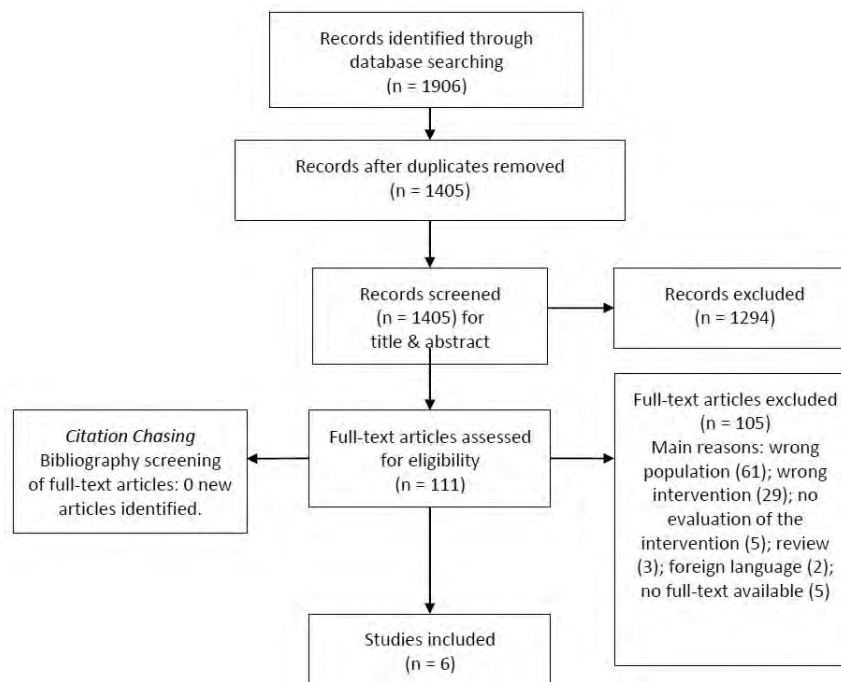 Records identified through
database searching
(n = 1906)
Records after duplicates removed
(n = 1405)
Records screened
(n = 1405) for
title & abstract
Records excluded
(n = 1294)
Citation Chasing
Bibliography screening
of full-text articles: 0 new
articles identified.
Full-text articles assessed
for eligibility
(n = 111)
Full-text articles excluded
(n = 105)
Main reasons: wrong
population (61); wrong
intervention (29); no
evaluation of the
intervention (5); review
(3); foreign language (2);
no full-text available (5)
Studies included
(n = 6)